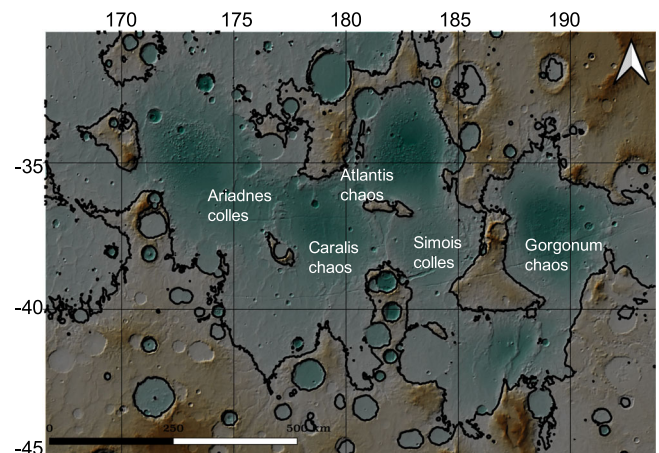 170 175 180 185 190
-35
Atlantis
chaos
Ariadnes
colles
Caralis
chaos
Simois
colles
Gorgonum
chaos
-40
-45
0 250 500 km